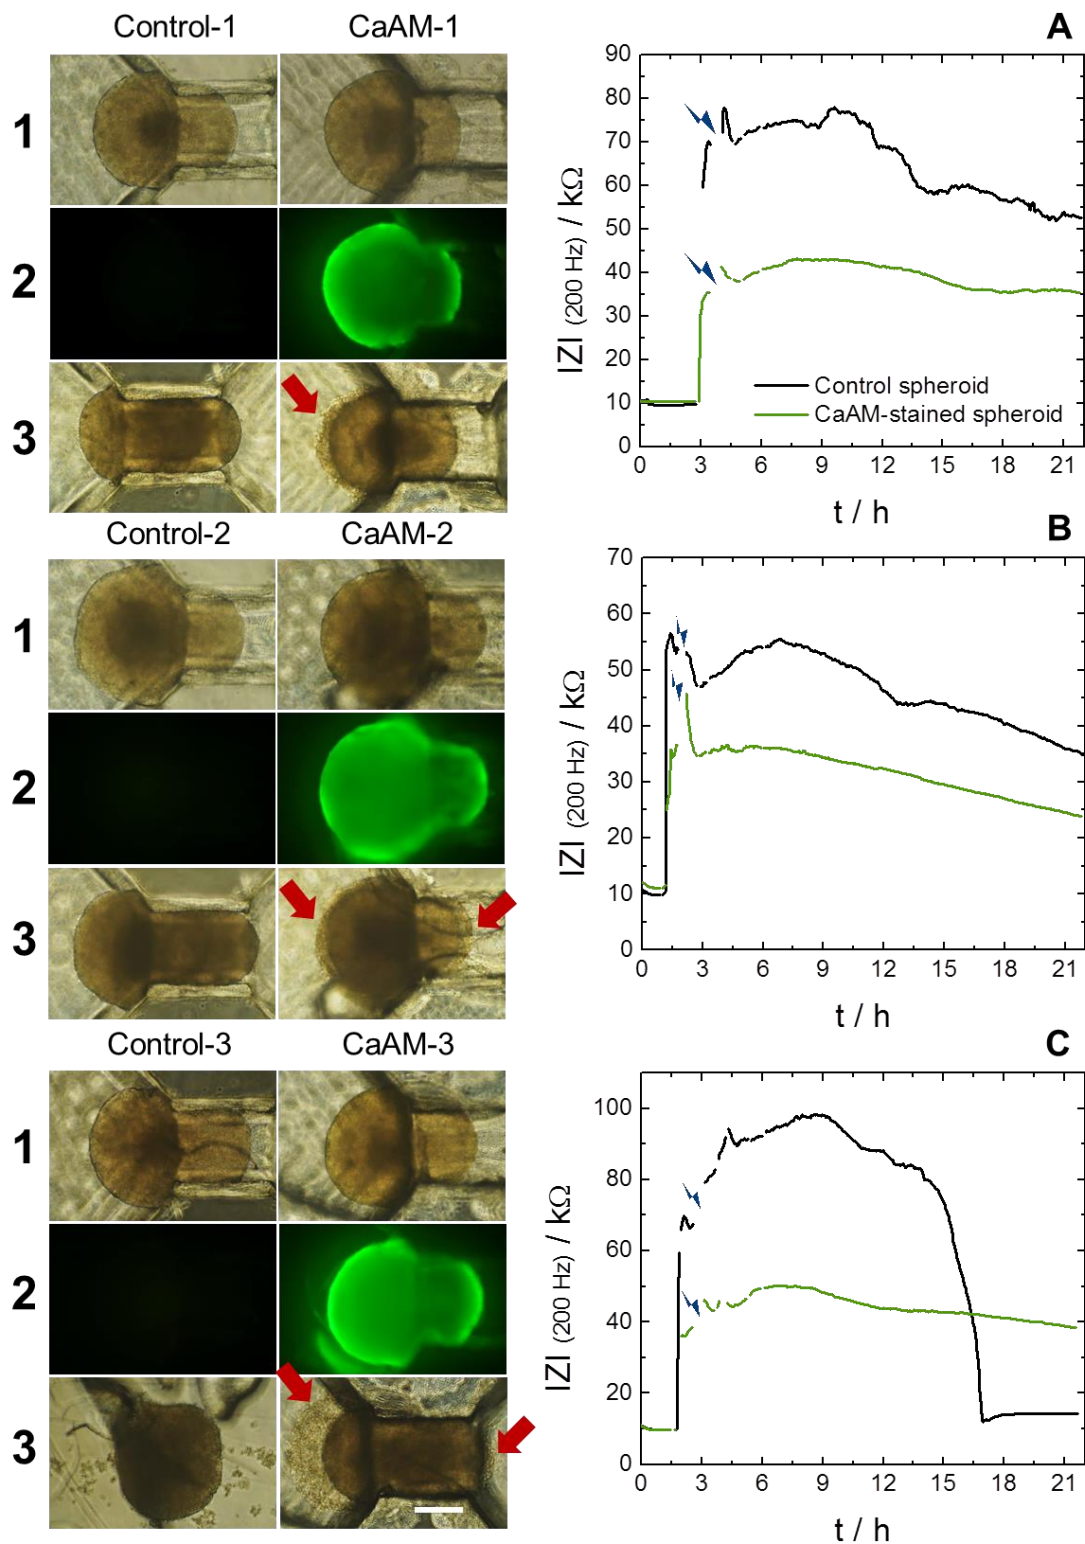 Control-1 CaAM-1
1
2
3
Control-2 CaAM-2
1
2
3
Control-3 CaAM-3
1
2
3
A
90
80
70
60
50
40
30
20
10
0
|Z| (200 Hz) / kΩ
Control spheroid
CaAM-stained spheroid
0 3 6 9 12 15 18 21
t / h
B
70
60
50
40
30
20
10
0
|Z| (200 Hz) / kΩ
0 3 6 9 12 15 18 21
t / h
C
100
80
60
40
20
0
|Z| (200 Hz) / kΩ
0 3 6 9 12 15 18 21
t / h